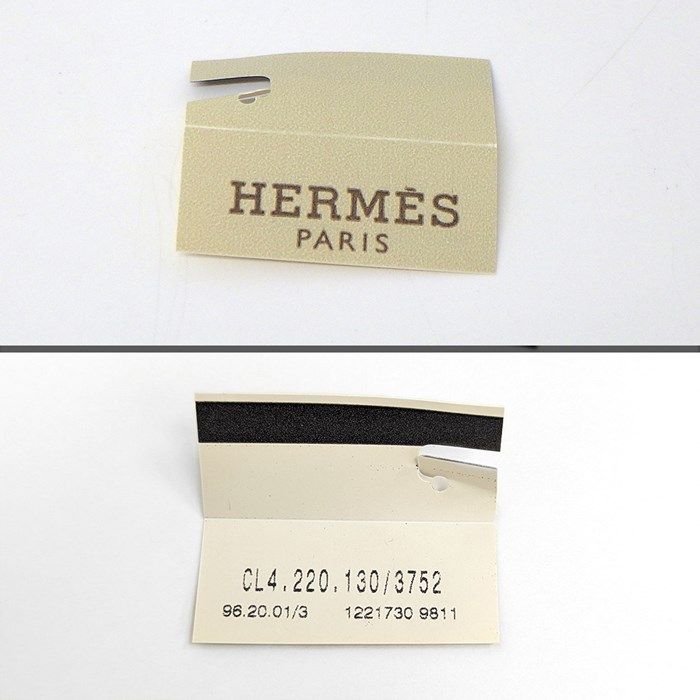 HERMÈS
PARIS
CL4.220.130/3752
96.20.01/3 1221730 9811